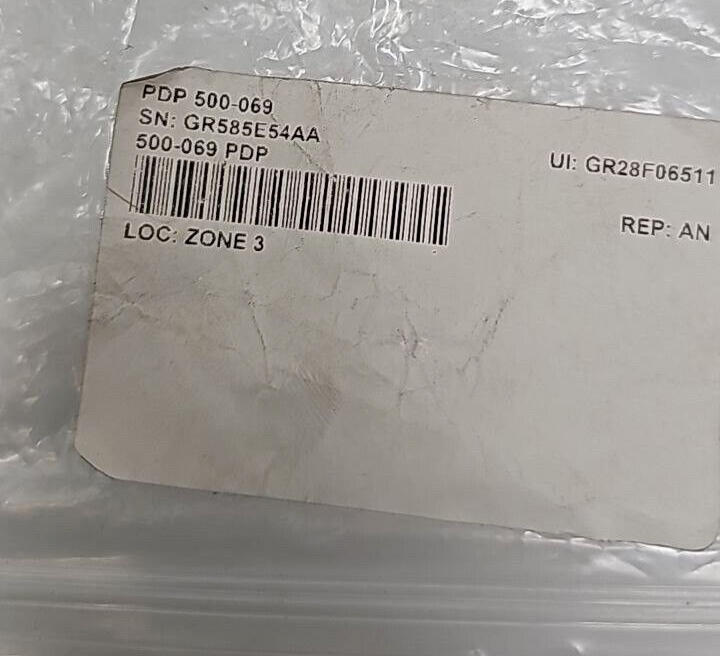 PDP 500-069
SN: GR585E54AA
500-069 PDP
UI: GR28F06511
LOC: ZONE 3
REP: AN